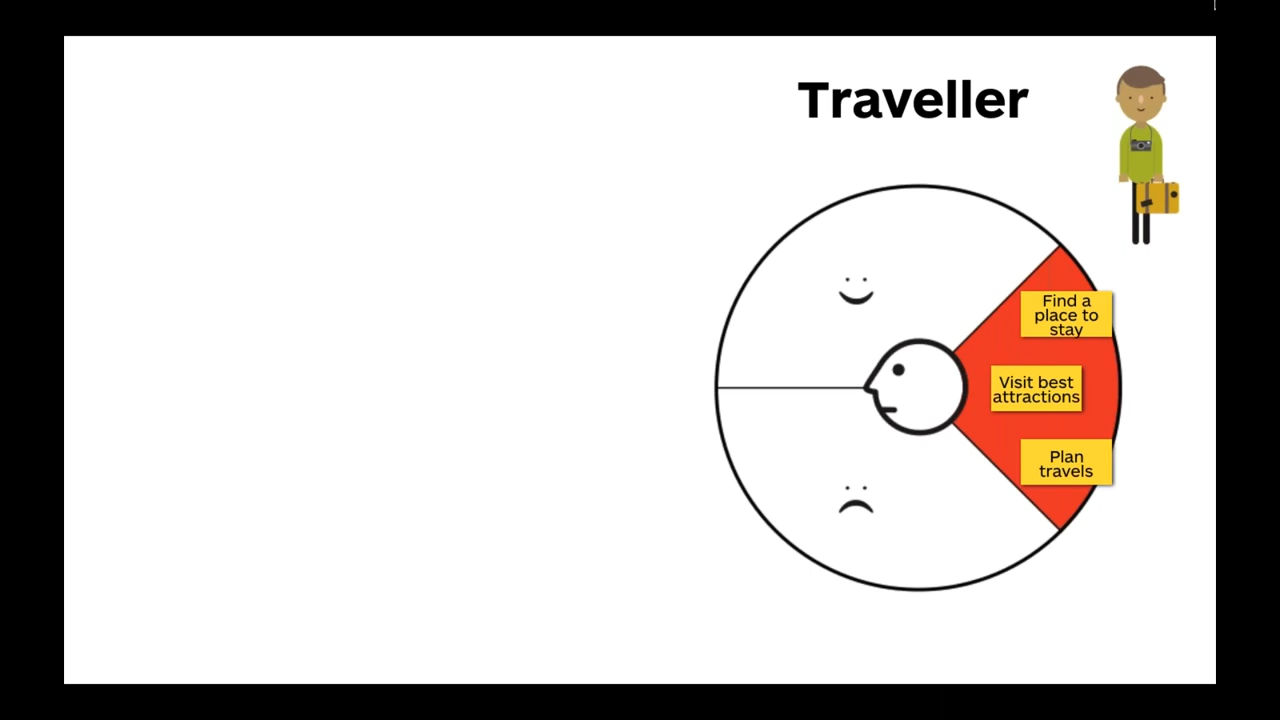 Traveller
Find a
place to
stay
Visit best
attractions
Plan
travels